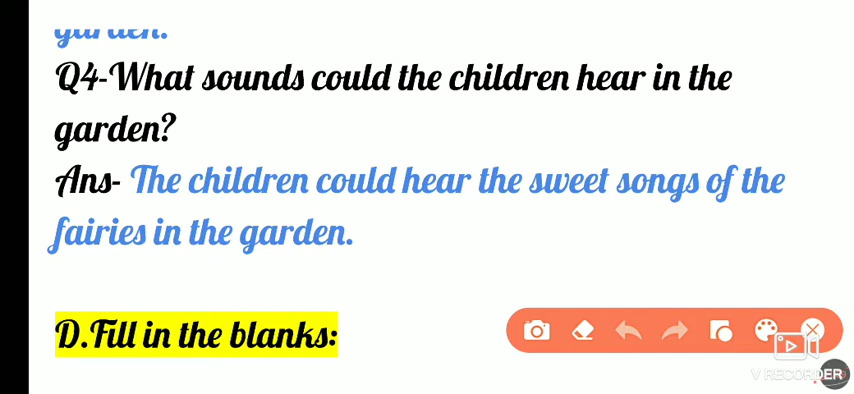 garden.
Q4-What sounds could the children hear in the
garden?
Ans- The children could hear the sweet songs of the
fairies in the garden.
D.Fill in the blanks:
V RECORDER